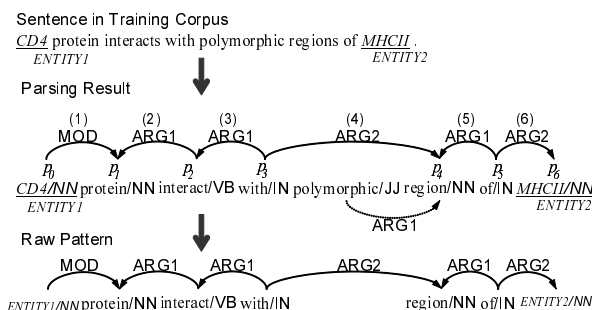 Sentence in Training Corpus
CD4 protein interacts with polymorphic regions of MHCII .
ENTITY1 ENTITY2
Parsing Result
(1) (2) (3) (4) (5) (6)
MOD ARG1 ARG1 ARG2 ARG1 ARG2
p0 p1 p2 p3 p4 p5 p6
CD4/NN protein/NN interact/VB with/IN polymorphic/JJ region/NN of/IN MHCII/NN
ENTITY1 ENTITY2
ARG1
Raw Pattern
MOD ARG1 ARG1 ARG2 ARG1 ARG2
ENTITY1/NN protein/NN interact/VB with/IN region/NN of/IN ENTITY2/NN